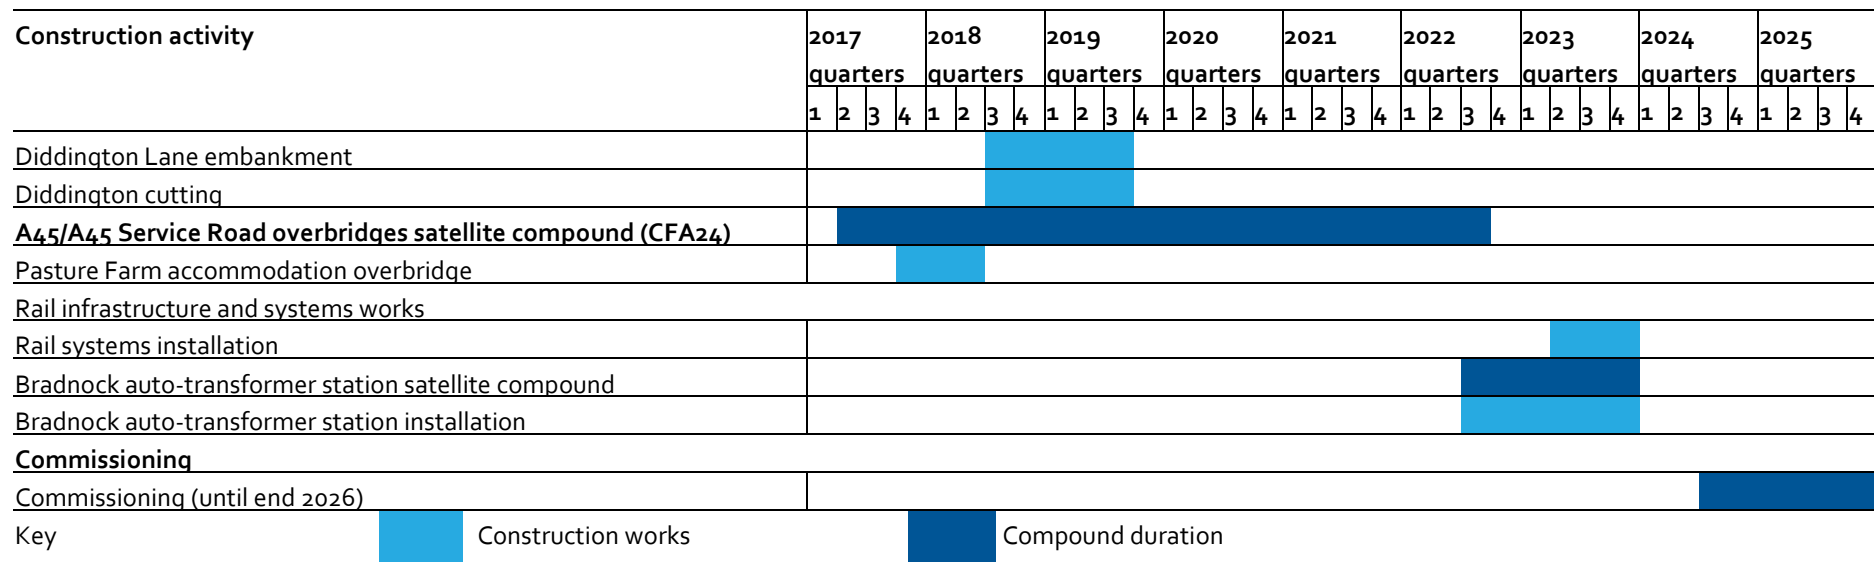 Construction activity 2017 2018 2019 2020 2021 2022 2023 2024 2025
quarters quarters quarters quarters quarters quarters quarters quarters quarters
1 2 3 4 1 2 3 4 1 2 3 4 1 2 3 4 1 2 3 4 1 2 3 4 1 2 3 4 1 2 3 4 1 2 3 4
Diddington Lane embankment
Diddington cutting
A45/A45 Service Road overbridges satellite compound (CFA24)
Pasture Farm accommodation overbridge
Rail infrastructure and systems works
Rail systems installation
Bradnock auto-transformer station satellite compound
Bradnock auto-transformer station installation
Commissioning
Commissioning (until end 2026)
Key Construction works Compound duration